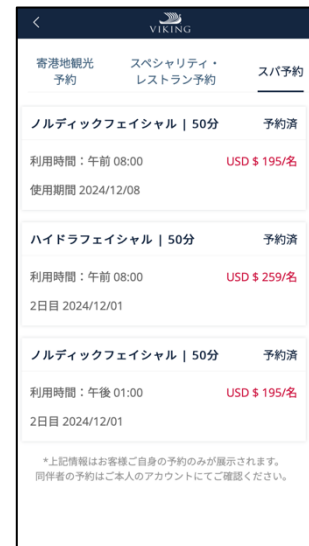 VIKING
寄港地観光
予約
スペシャリティ・
レストラン予約
スパ予約
ノルディックフェイシャル | 50分 予約済
利用時間：午前 08:00 USD $ 195/名
使用期間 2024/12/08
ハイドラフェイシャル | 50分 予約済
利用時間：午前 08:00 USD $ 259/名
2日目 2024/12/01
ノルディックフェイシャル | 50分 予約済
利用時間：午後 01:00 USD $ 195/名
2日目 2024/12/01
*上記情報はお客様ご自身の予約のみが展示されます。
同伴者の予約はご本人のアカウントにてご確認ください。